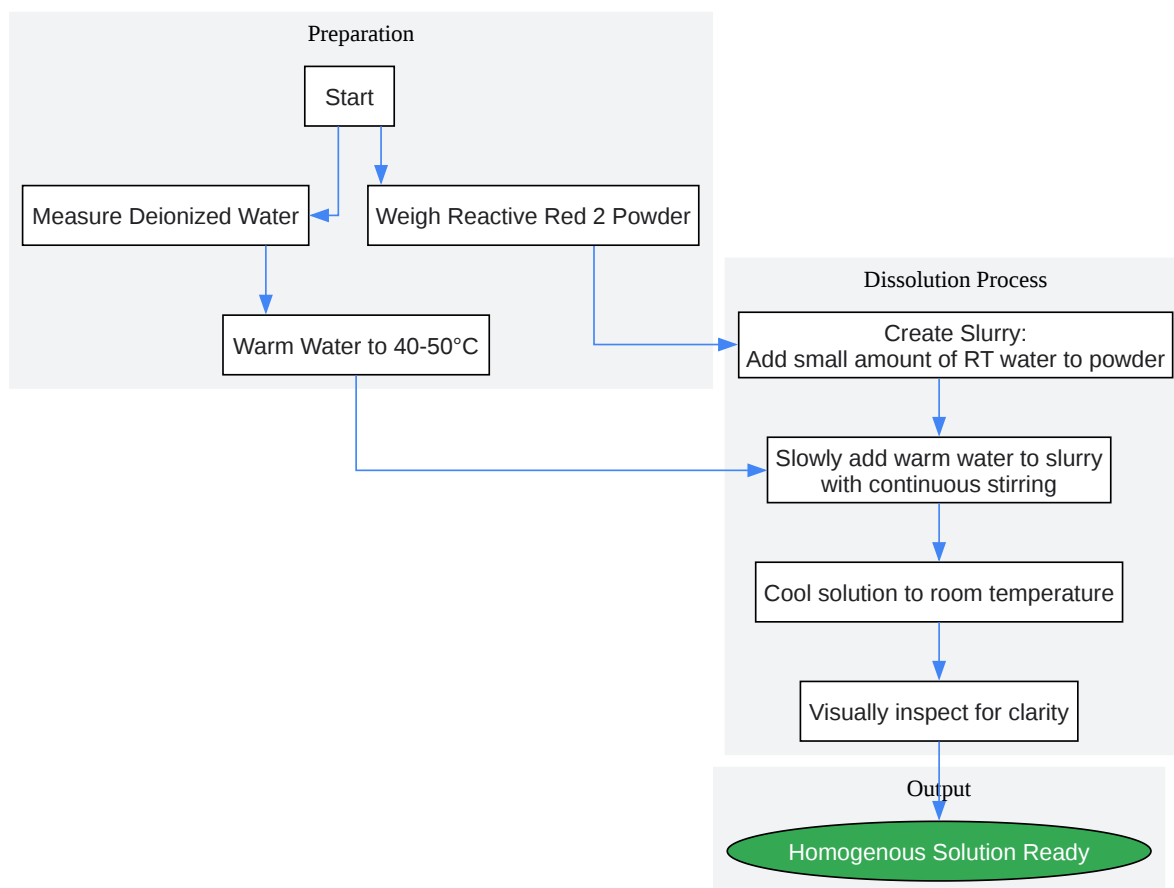 Preparation
Start
Measure Deionized Water
Weigh Reactive Red 2 Powder
Warm Water to 40-50°C
Dissolution Process
Create Slurry:
Add small amount of RT water to powder
Slowly add warm water to slurry
with continuous stirring
Cool solution to room temperature
Visually inspect for clarity
Output
Homogenous Solution Ready